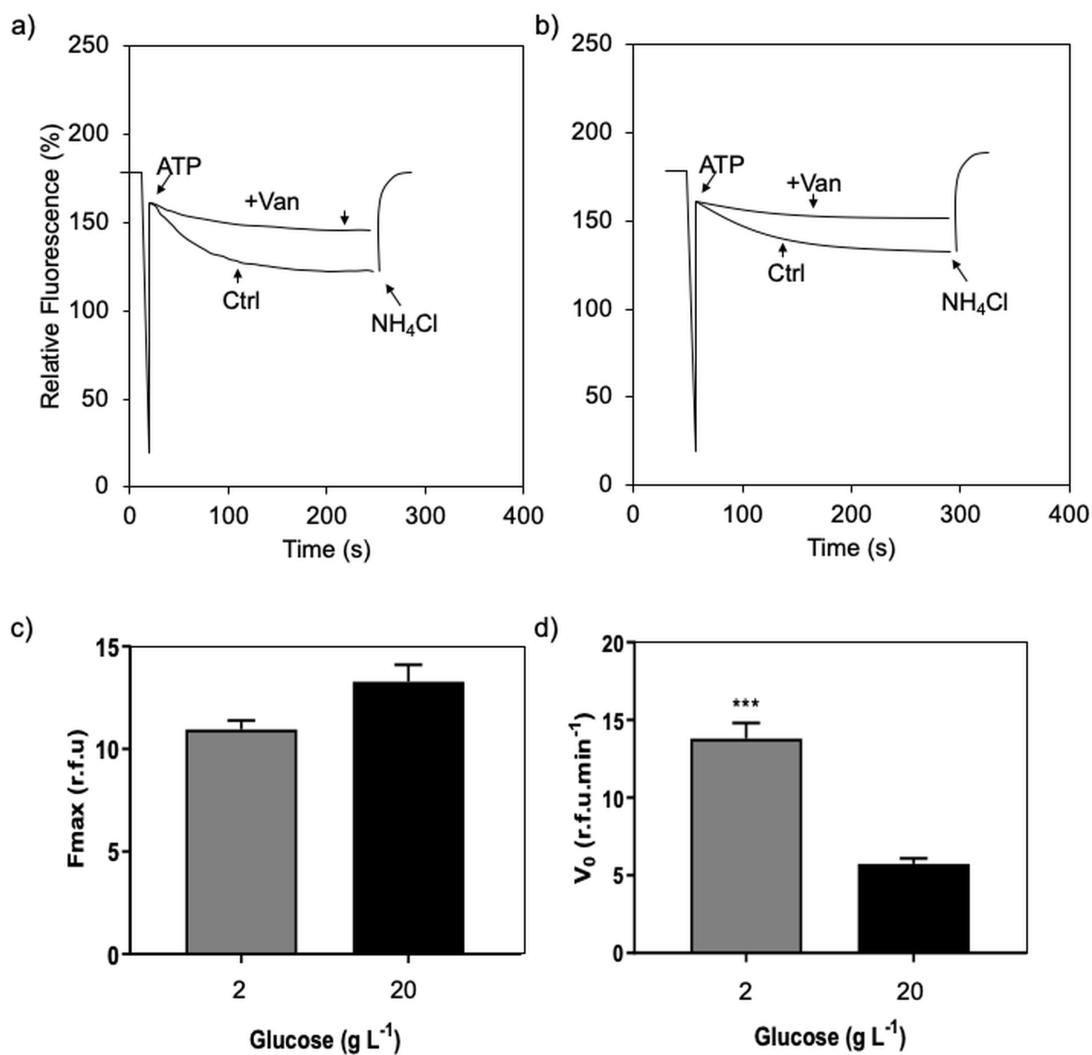 a)
250
200
150
100
50
0
Relative Fluorescence (%)
ATP
+Van
Ctrl
NH₄Cl
0 100 200 300 400
Time (s)
b)
250
200
150
100
50
0
ATP
+Van
Ctrl
NH₄Cl
0 100 200 300 400
Time (s)
c)
15
10
5
0
Fmax (r.f.u)
2 20
Glucose (g L⁻¹)
d)
20
15
10
5
0
V₀ (r.f.u.min⁻¹)
***
2 20
Glucose (g L⁻¹)